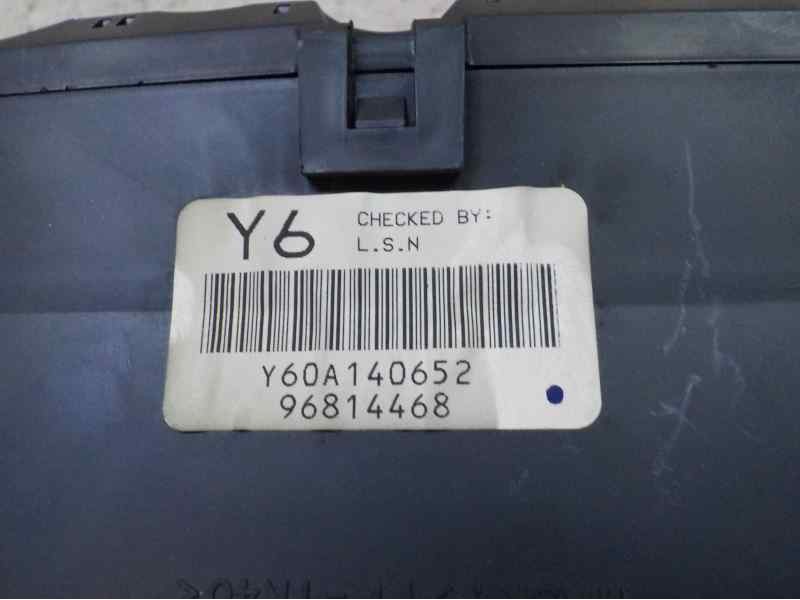 Y6
CHECKED BY:
L.S.N
Y60A140652
96814468